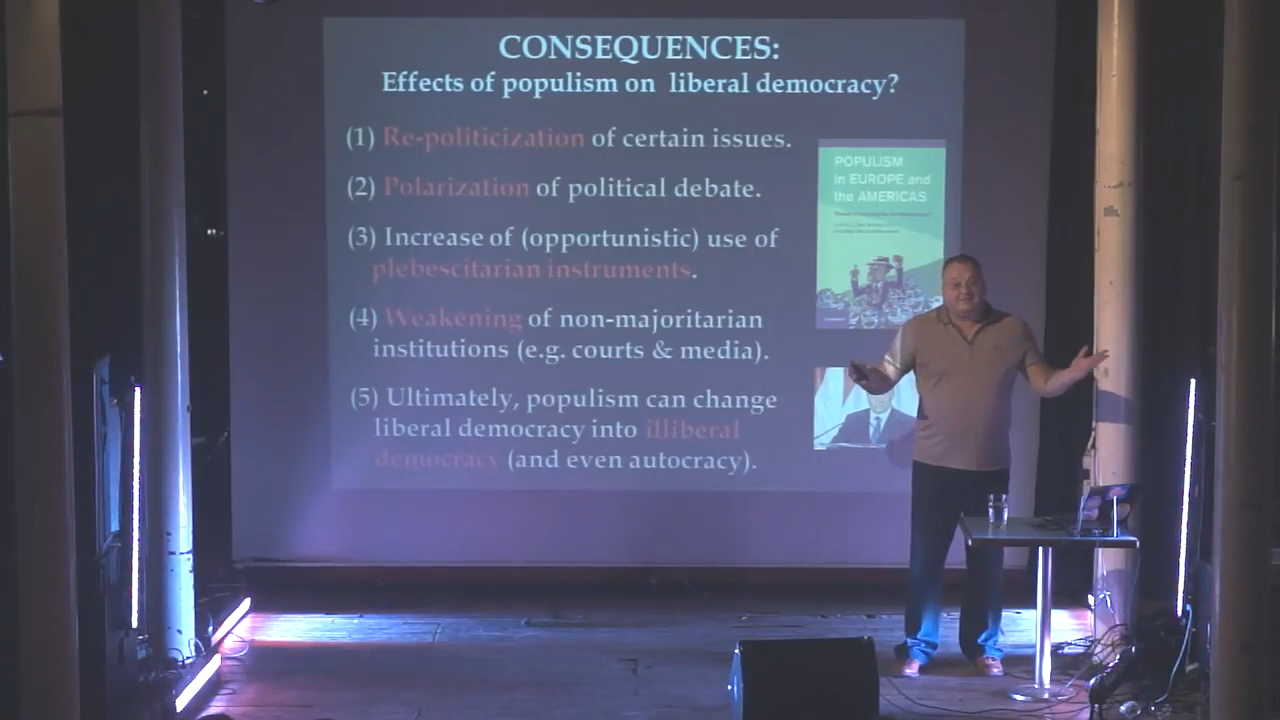 CONSEQUENCES:
Effects of populism on liberal democracy?
(1) Re-politicization of certain issues.
(2) Polarization of political debate.
(3) Increase of (opportunistic) use of
plebescitarian instruments.
(4) Weakening of non-majoritarian
institutions (e.g. courts & media).
(5) Ultimately, populism can change
liberal democracy into illiberal
democracy (and even autocracy).
POPULISM
in EUROPE and
the AMERICAS